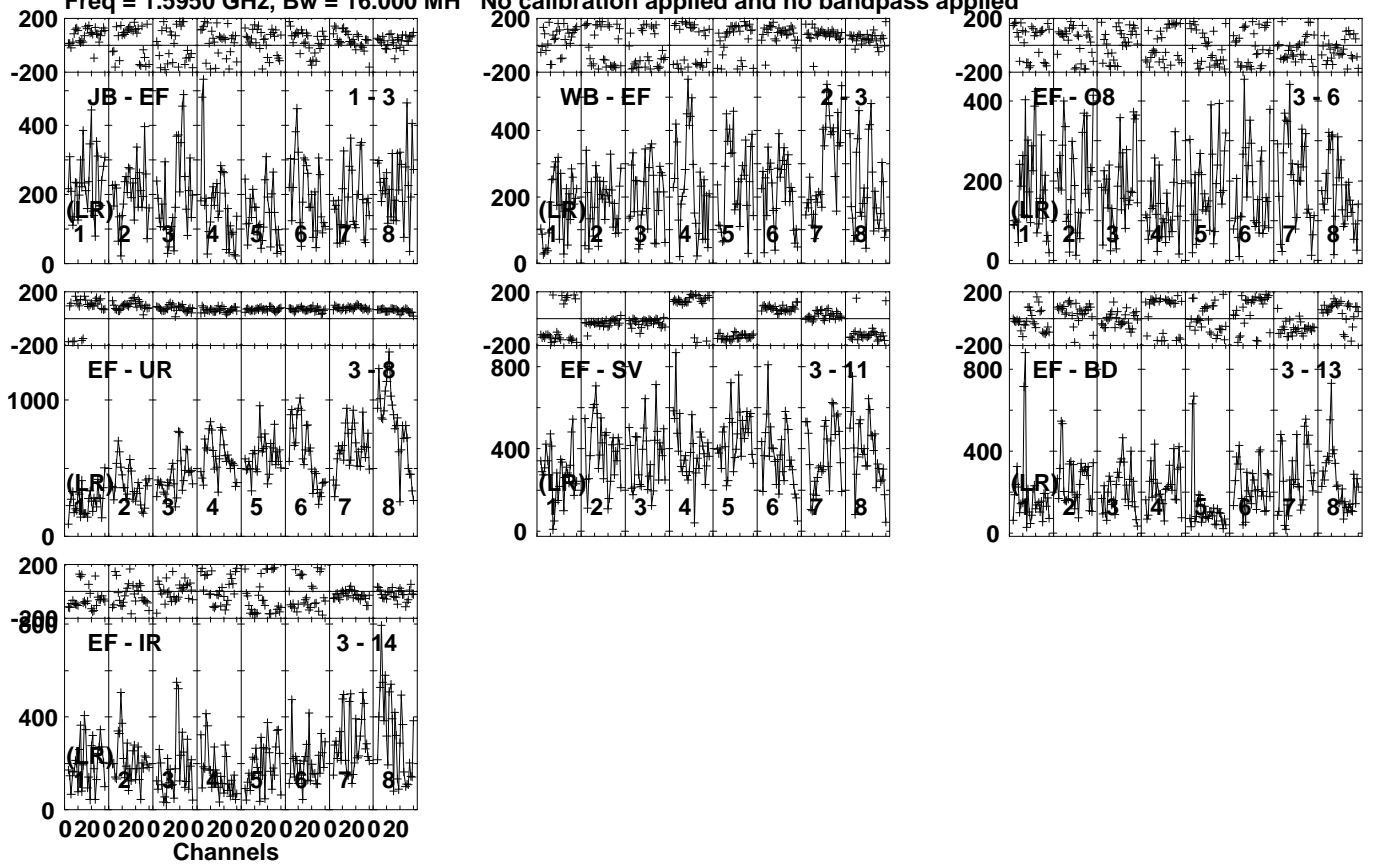 Freq = 1.5950 GHz, Bw = 16.000 MH No calibration applied and no bandpass applied
200
-200
JB - EF 1 - 3
400
200
(LR)
1 2 3 4 5 6 7 8
0
200
-200
WB - EF 2 - 3
400
200
(LR)
1 2 3 4 5 6 7 8
0
200
-200
EF - O8 3 - 6
400
200
(LR)
1 2 3 4 5 6 7 8
0
200
-200
EF - UR 3 - 8
1000
(LR)
1 2 3 4 5 6 7 8
0
200
-200
EF - SV 3 - 11
800
400
(LR)
1 2 3 4 5 6 7 8
0
200
-200
EF - BD 3 - 13
800
400
(LR)
1 2 3 4 5 6 7 8
0
200
-200
800
EF - IR 3 - 14
400
(LR)
1 2 3 4 5 6 7 8
0
0 20 0 20 0 20 0 20 0 20 0 20 0 20 0 20
Channels